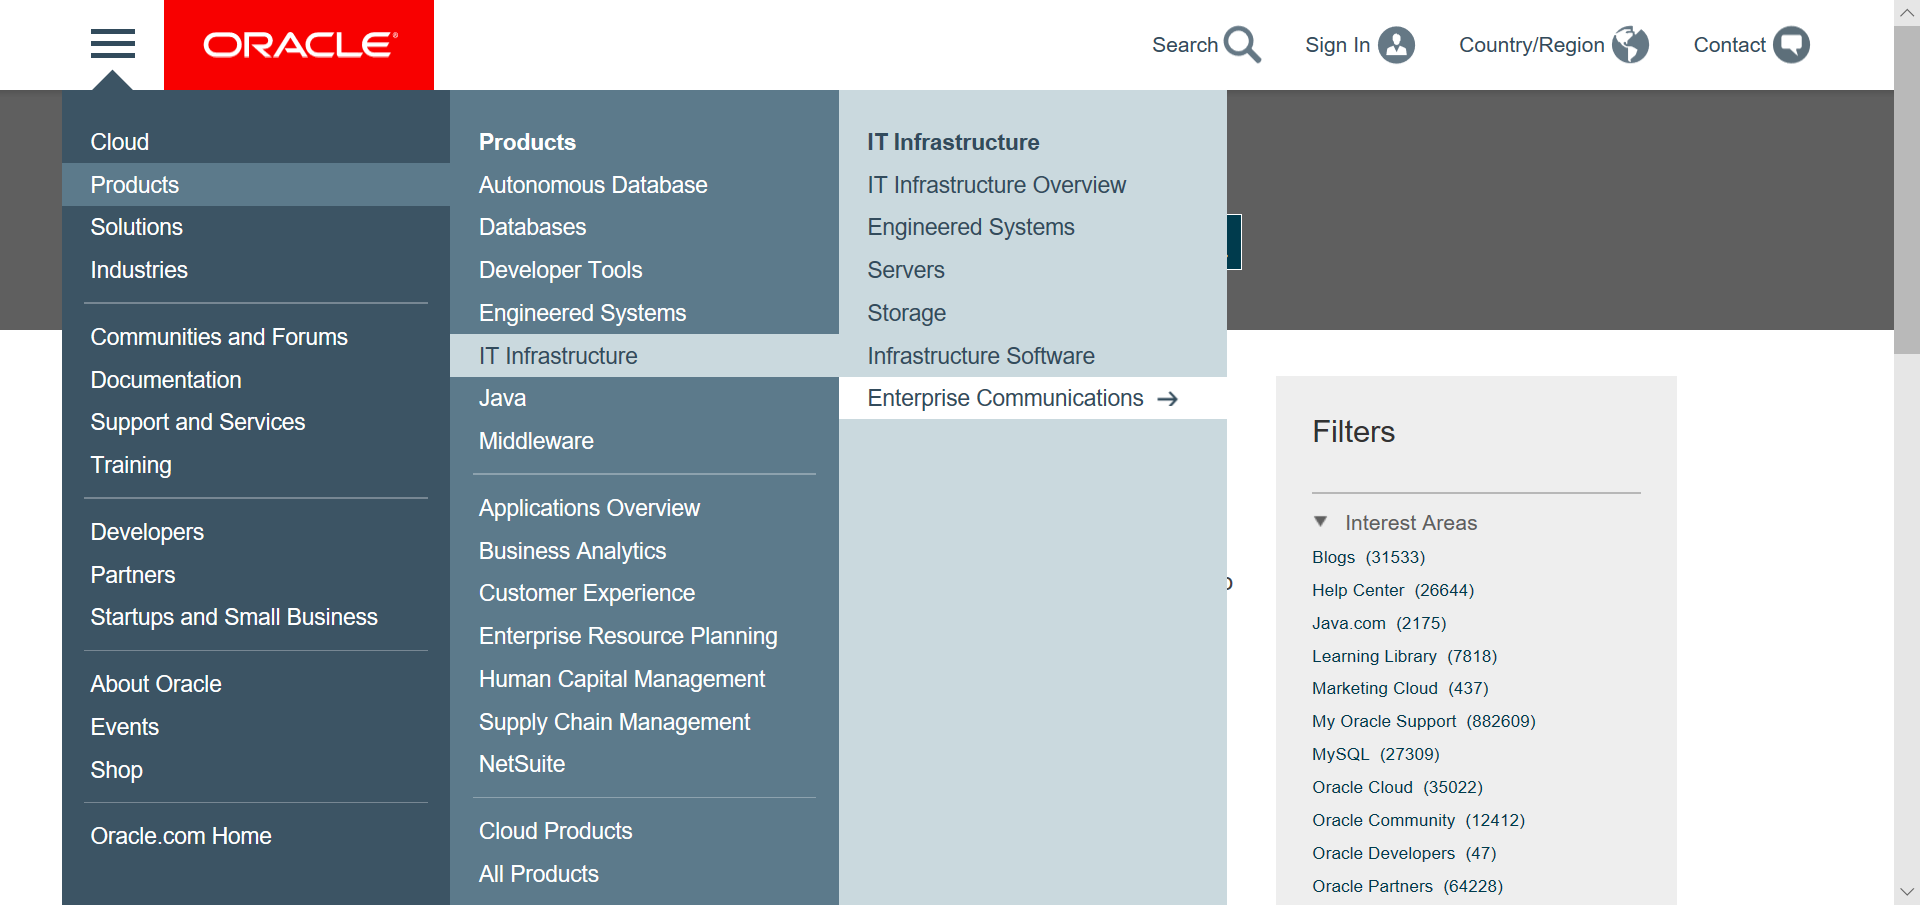 ORACLE
Search
Sign In
Country/Region
Contact
Cloud
Products
Solutions
Industries
Communities and Forums
Documentation
Support and Services
Training
Developers
Partners
Startups and Small Business
About Oracle
Events
Shop
Oracle.com Home
Products
Autonomous Database
Databases
Developer Tools
Engineered Systems
IT Infrastructure
Java
Middleware
Applications Overview
Business Analytics
Customer Experience
Enterprise Resource Planning
Human Capital Management
Supply Chain Management
NetSuite
Cloud Products
All Products
IT Infrastructure
IT Infrastructure Overview
Engineered Systems
Servers
Storage
Infrastructure Software
Enterprise Communications →
Filters
▼ Interest Areas
Blogs (31533)
Help Center (26644)
Java.com (2175)
Learning Library (7818)
Marketing Cloud (437)
My Oracle Support (882609)
MySQL (27309)
Oracle Cloud (35022)
Oracle Community (12412)
Oracle Developers (47)
Oracle Partners (64228)